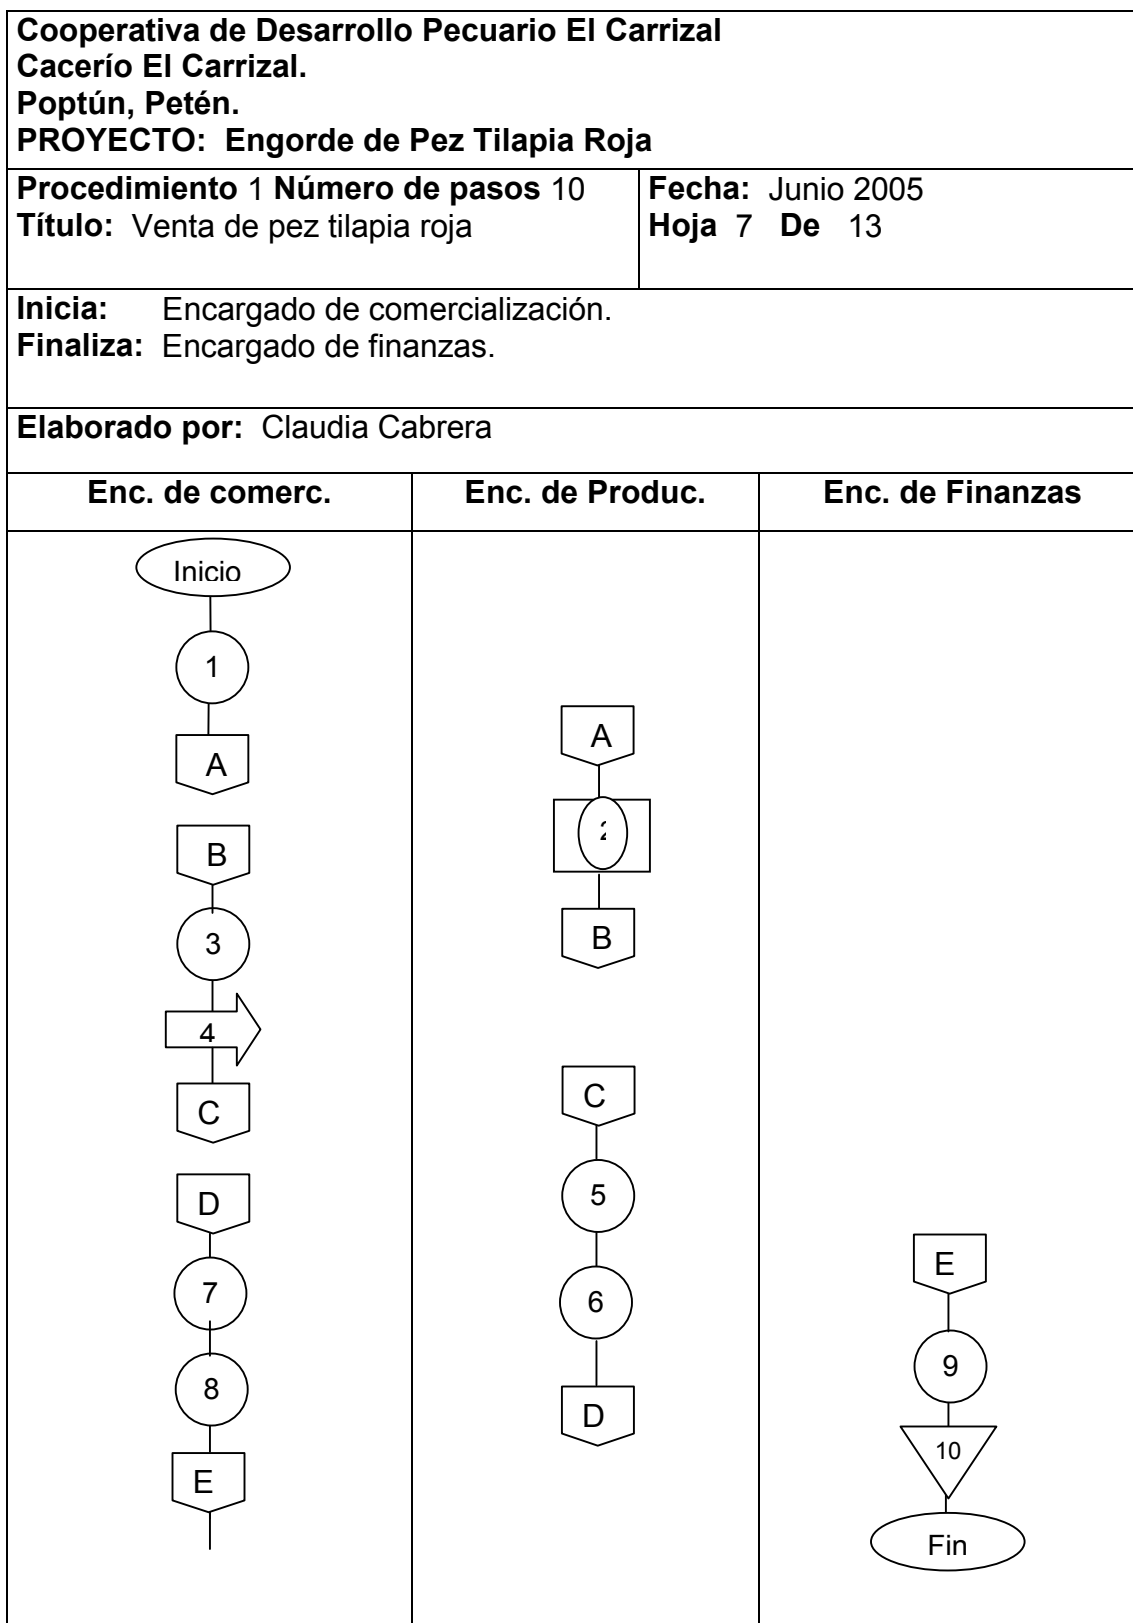 Cooperativa de Desarrollo Pecuario El Carrizal
Cacerío El Carrizal.
Poptún, Petén.
PROYECTO: Engorde de Pez Tilapia Roja
Procedimiento 1 Número de pasos 10
Título: Venta de pez tilapia roja
Fecha: Junio 2005
Hoja 7 De 13
Inicia: Encargado de comercialización.
Finaliza: Encargado de finanzas.
Elaborado por: Claudia Cabrera
Enc. de comerc.
Enc. de Produc.
Enc. de Finanzas
Inicio
1
A
B
3
4
C
D
7
8
E
A
2
B
C
5
6
D
E
9
10
Fin